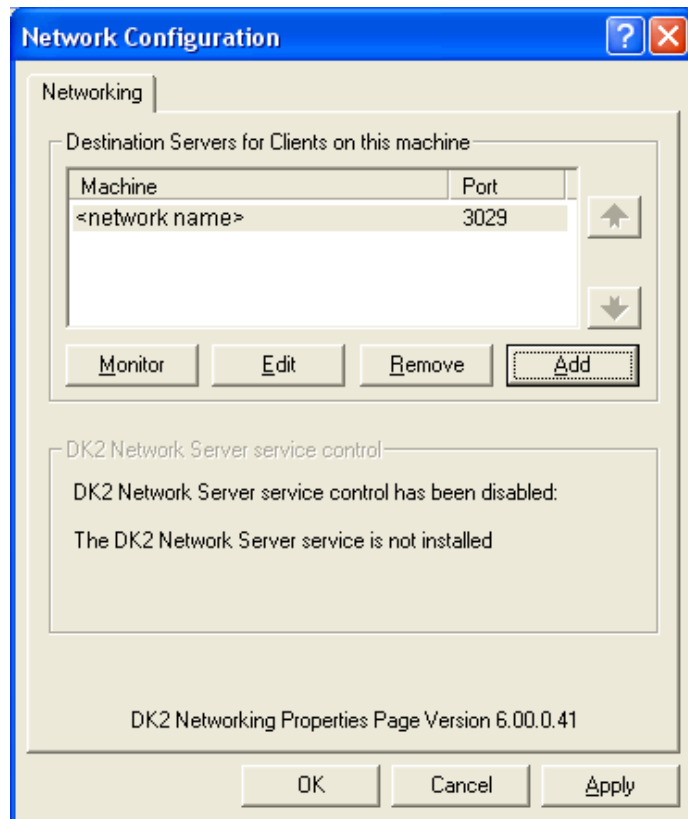 Network Configuration
?
Networking
Destination Servers for Clients on this machine
Machine Port
<network name> 3029
Monitor Edit Remove Add
DK2 Network Server service control
DK2 Network Server service control has been disabled:
The DK2 Network Server service is not installed
DK2 Networking Properties Page Version 6.00.0.41
OK Cancel Apply